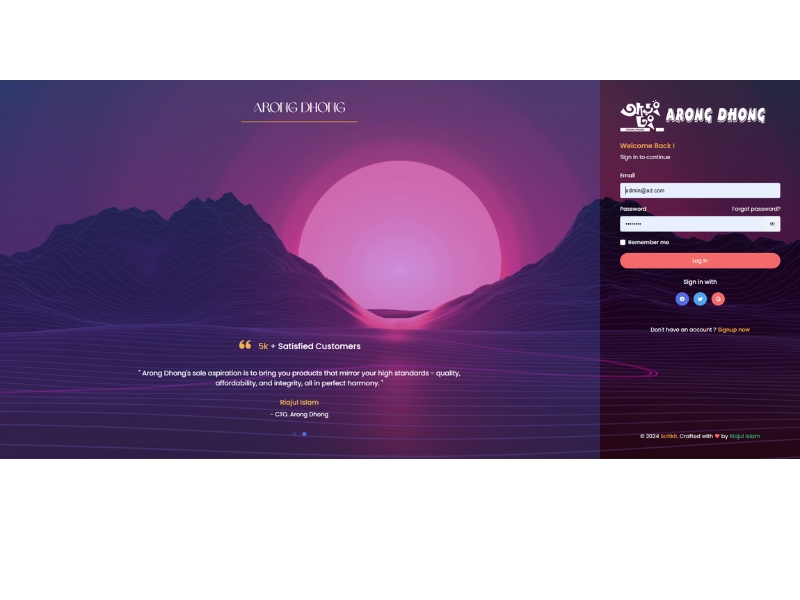 ARONG DHONG
5k + Satisfied Customers
" Arong Dhong's sole aspiration is to bring you products that mirror your high standards - quality,
affordability, and integrity, all in perfect harmony. "
Riajul Islam
- CTO, Arong Dhong
ARONG DHONG
Welcome Back !
Sign in to continue
Email
admin@ad.com
Password
Forgot password?
Remember me
Log In
Sign in with
Don't have an account ? Signup now
© 2024 Softkit. Crafted with ❤ by Riajul Islam